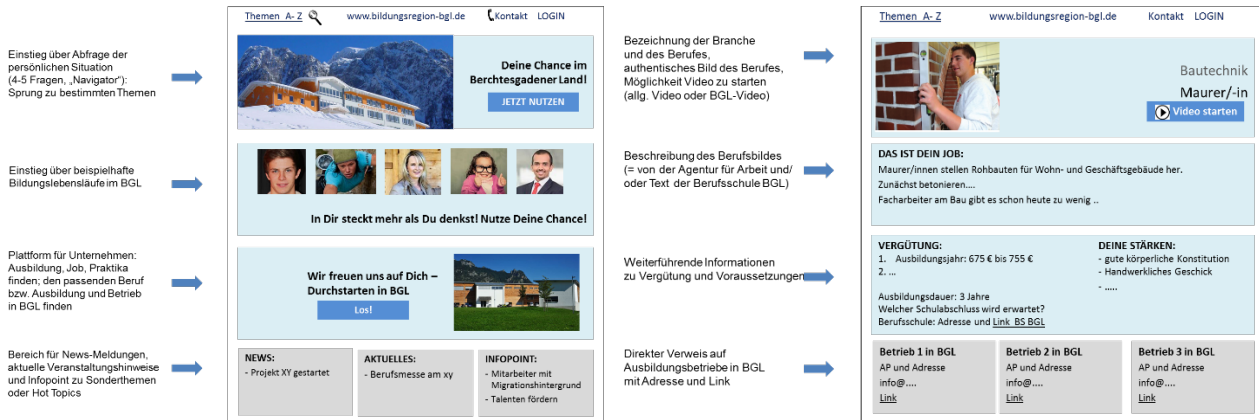 Einstieg über Abfrage der
persönlichen Situation
(4-5 Fragen, „Navigator“):
Sprung zu bestimmten Themen
Einstieg über beispielhafte
Bildungslebensläufe im BGL
Plattform für Unternehmen:
Ausbildung, Job, Praktika
finden; den passenden Beruf
bzw. Ausbildung und Betrieb
in BGL finden
Bereich für News-Meldungen,
aktuelle Veranstaltungshinweise
und Infopoint zu Sonderthemen
oder Hot Topics
Themen A- Z www.bildungsregion-bgl.de Kontakt LOGIN
Deine Chance im
Berchtesgadener Land!
JETZT NUTZEN
In Dir steckt mehr als Du denkst! Nutze Deine Chance!
Wir freuen uns auf Dich –
Durchstarten in BGL
Los!
NEWS:
- Projekt XY gestartet
AKTUELLES:
- Berufsmesse am xy
INFOPOINT:
- Mitarbeiter mit
Migrationshintergrund
- Talenten fördern
Bezeichnung der Branche
und des Berufes,
authentisches Bild des Berufes,
Möglichkeit Video zu starten
(allg. Video oder BGL-Video)
Beschreibung des Berufsbildes
(= von der Agentur für Arbeit und/
oder Text der Berufsschule BGL)
Weiterführende Informationen
zu Vergütung und Voraussetzungen
Direkter Verweis auf
Ausbildungsbetriebe in BGL
mit Adresse und Link
Themen A- Z www.bildungsregion-bgl.de Kontakt LOGIN
Bautechnik
Maurer/-in
Video starten
DAS IST DEIN JOB:
Maurer/innen stellen Rohbauten für Wohn- und Geschäftsgebäude her.
Zunächst betonieren....
Facharbeiter am Bau gibt es schon heute zu wenig ..
VERGÜTUNG:
1. Ausbildungsjahr: 675 € bis 755 €
2. ...
Ausbildungsdauer: 3 Jahre
Welcher Schulabschluss wird erwartet?
Berufsschule: Adresse und Link BS BGL
DEINE STÄRKEN:
- gute körperliche Konstitution
- Handwerkliches Geschick
- .....
Betrieb 1 in BGL
AP und Adresse
info@....
Link
Betrieb 2 in BGL
AP und Adresse
info@....
Link
Betrieb 3 in BGL
AP und Adresse
info@....
Link